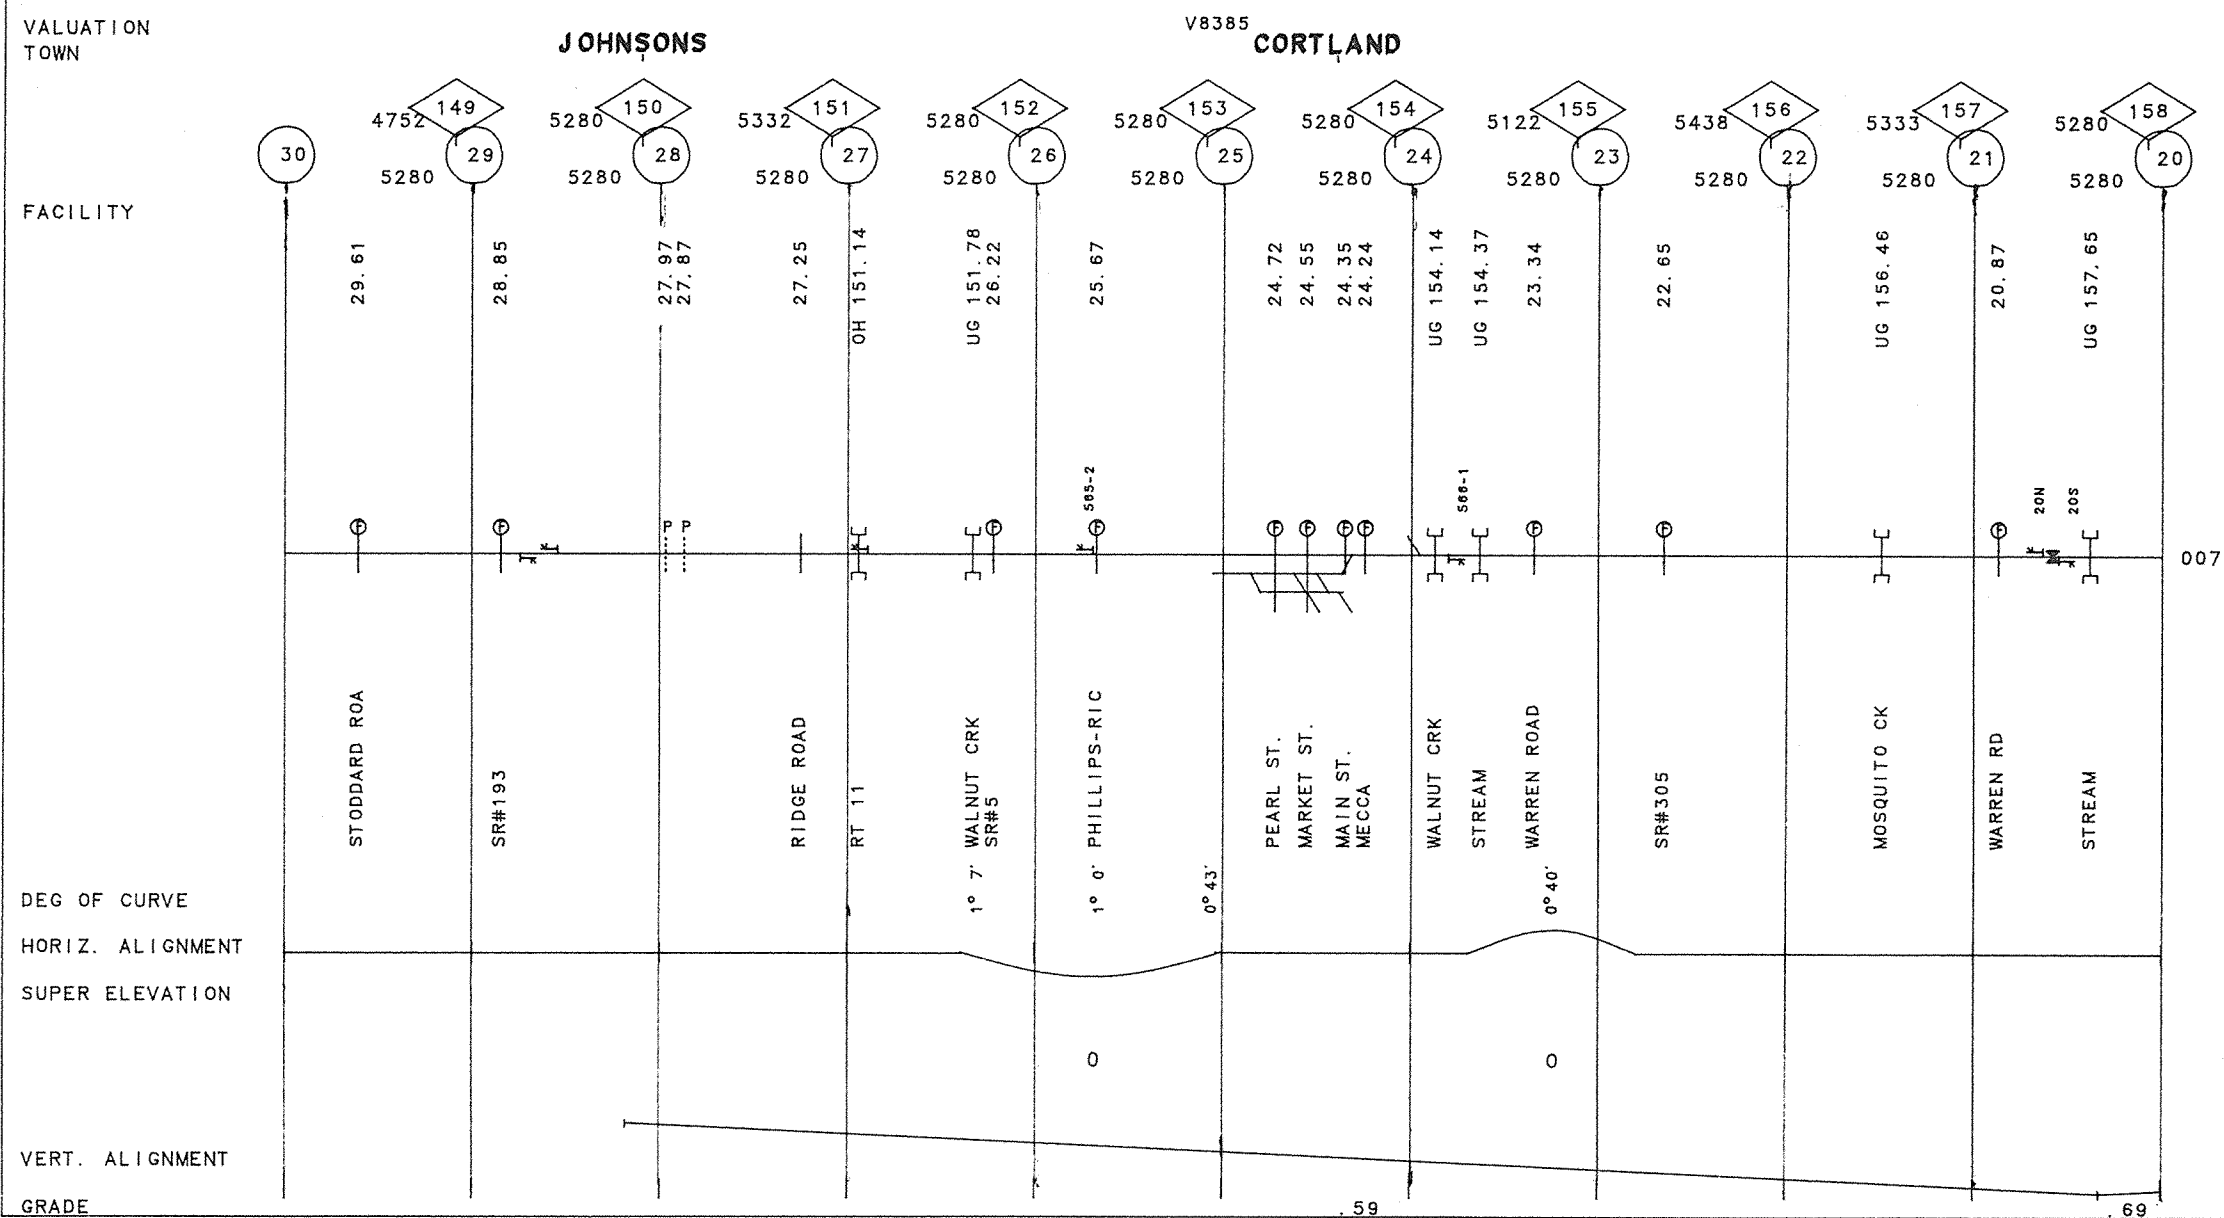 VALUATION
TOWN
JOHNSONS
V8385
CORTLAND
149 150 151 152 153 154 155 156 157 158
4752 5280 5332 5280 5280 5280 5122 5438 5333 5280
30 29 28 27 26 25 24 23 22 21 20
5280 5280 5280 5280 5280 5280 5280 5280 5280 5280
FACILITY
29.61
28.85
27.97
27.87
27.25
OH 151.14
UG 151.78
26.22
25.67
24.72
24.55
24.35
24.24
UG 154.14
UG 154.37
23.34
22.65
UG 156.46
20.87
UG 157.65
565-2
566-1
20N
20S
F F P P F F F F F F F F F
007
STODDARD ROA
SR#193
RIDGE ROAD
RT 11
WALNUT CRK
SR#5
PHILLIPS-RIC
PEARL ST.
MARKET ST.
MAIN ST.
MECCA
WALNUT CRK
STREAM
WARREN ROAD
SR#305
MOSQUITO CK
WARREN RD
STREAM
DEG OF CURVE
1° 7'
1° 0'
0° 43'
0° 40'
HORIZ. ALIGNMENT
SUPER ELEVATION
0 0
VERT. ALIGNMENT
GRADE
.59 .69